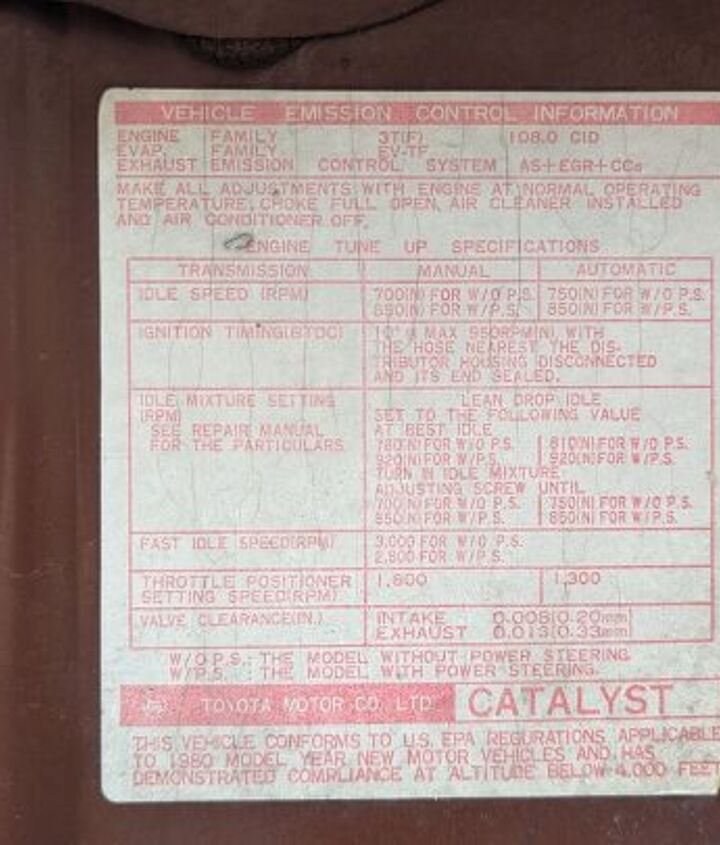 VEHICLE EMISSION CONTROL INFORMATION
ENGINE FAMILY 3T(F) 108.0 CID
EVAP. FAMILY EV-TF
EXHAUST EMISSION CONTROL SYSTEM AS+EGR+CCo
MAKE ALL ADJUSTMENTS WITH ENGINE AT NORMAL OPERATING
TEMPERATURE, CHOKE FULL OPEN, AIR CLEANER INSTALLED
AND AIR CONDITIONER OFF.
ENGINE TUNE UP SPECIFICATIONS
TRANSMISSION MANUAL AUTOMATIC
IDLE SPEED (RPM) 700(N) FOR W/O P.S. 750(N) FOR W/O P.S.
850(N) FOR W/P.S. 850(N) FOR W/P.S.
IGNITION TIMING(BTDC) 10° MAX 950RPM(N) WITH
THE HOSE NEAREST THE DIS-
TRIBUTOR HOUSING DISCONNECTED
AND ITS END SEALED.
IDLE MIXTURE SETTING LEAN DROP IDLE
(RPM) SET TO THE FOLLOWING VALUE
SEE REPAIR MANUAL AT BEST IDLE
FOR THE PARTICULARS 780(N) FOR W/O P.S. 810(N) FOR W/O P.S.
920(N) FOR W/P.S. 920(N) FOR W/P.S.
TURN IN IDLE MIXTURE
ADJUSTING SCREW UNTIL
700(N) FOR W/O P.S. 750(N) FOR W/O P.S.
850(N) FOR W/P.S. 850(N) FOR W/P.S.
FAST IDLE SPEED(RPM) 3,000 FOR W/O P.S.
2,800 FOR W/P.S.
THROTTLE POSITIONER 1,800 1,300
SETTING SPEED(RPM)
VALVE CLEARANCE(IN.) INTAKE 0.008(0.20mm)
EXHAUST 0.013(0.33mm)
W/O P.S.: THE MODEL WITHOUT POWER STEERING.
W/P.S. : THE MODEL WITH POWER STEERING.
TOYOTA MOTOR CO., LTD. CATALYST
THIS VEHICLE CONFORMS TO U.S. EPA REGURATIONS APPLICABLE
TO 1980 MODEL YEAR NEW MOTOR VEHICLES AND HAS
DEMONSTRATED COMPLIANCE AT ALTITUDE BELOW 4,000 FEET